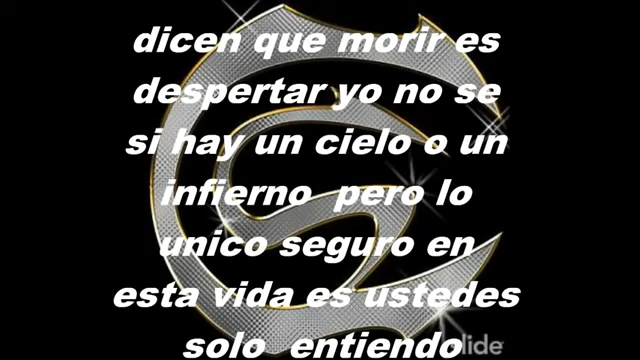 dicen que morir es
despertar yo no se
si hay un cielo o un
infierno pero lo
unico seguro en
esta vida es ustedes
solo entiendo